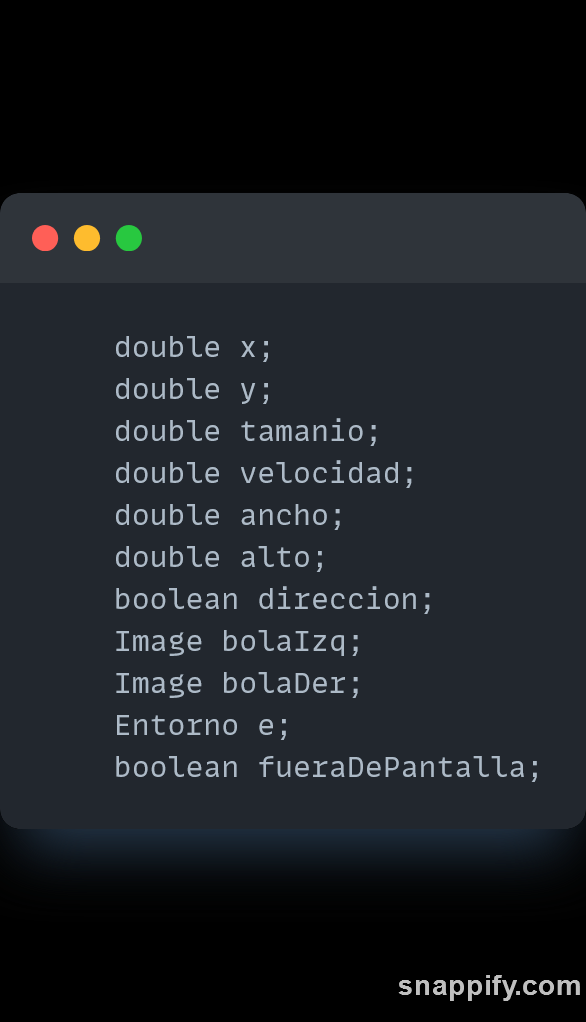 double x;
double y;
double tamanio;
double velocidad;
double ancho;
double alto;
boolean direccion;
Image bolaIzq;
Image bolaDer;
Entorno e;
boolean fueraDePantalla;
snappify.com